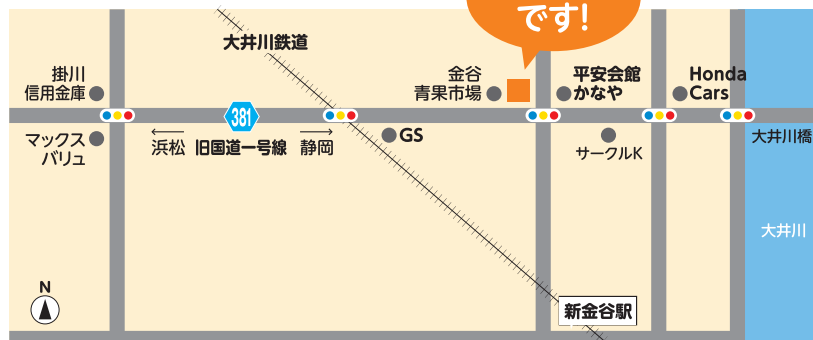 です!
大井川鉄道
掛川
信用金庫
金谷
青果市場
平安会館
かなや
Honda
Cars
381
マックス
バリュ
浜松
旧国道一号線
静岡
GS
サークルK
大井川橋
大井川
N
新金谷駅